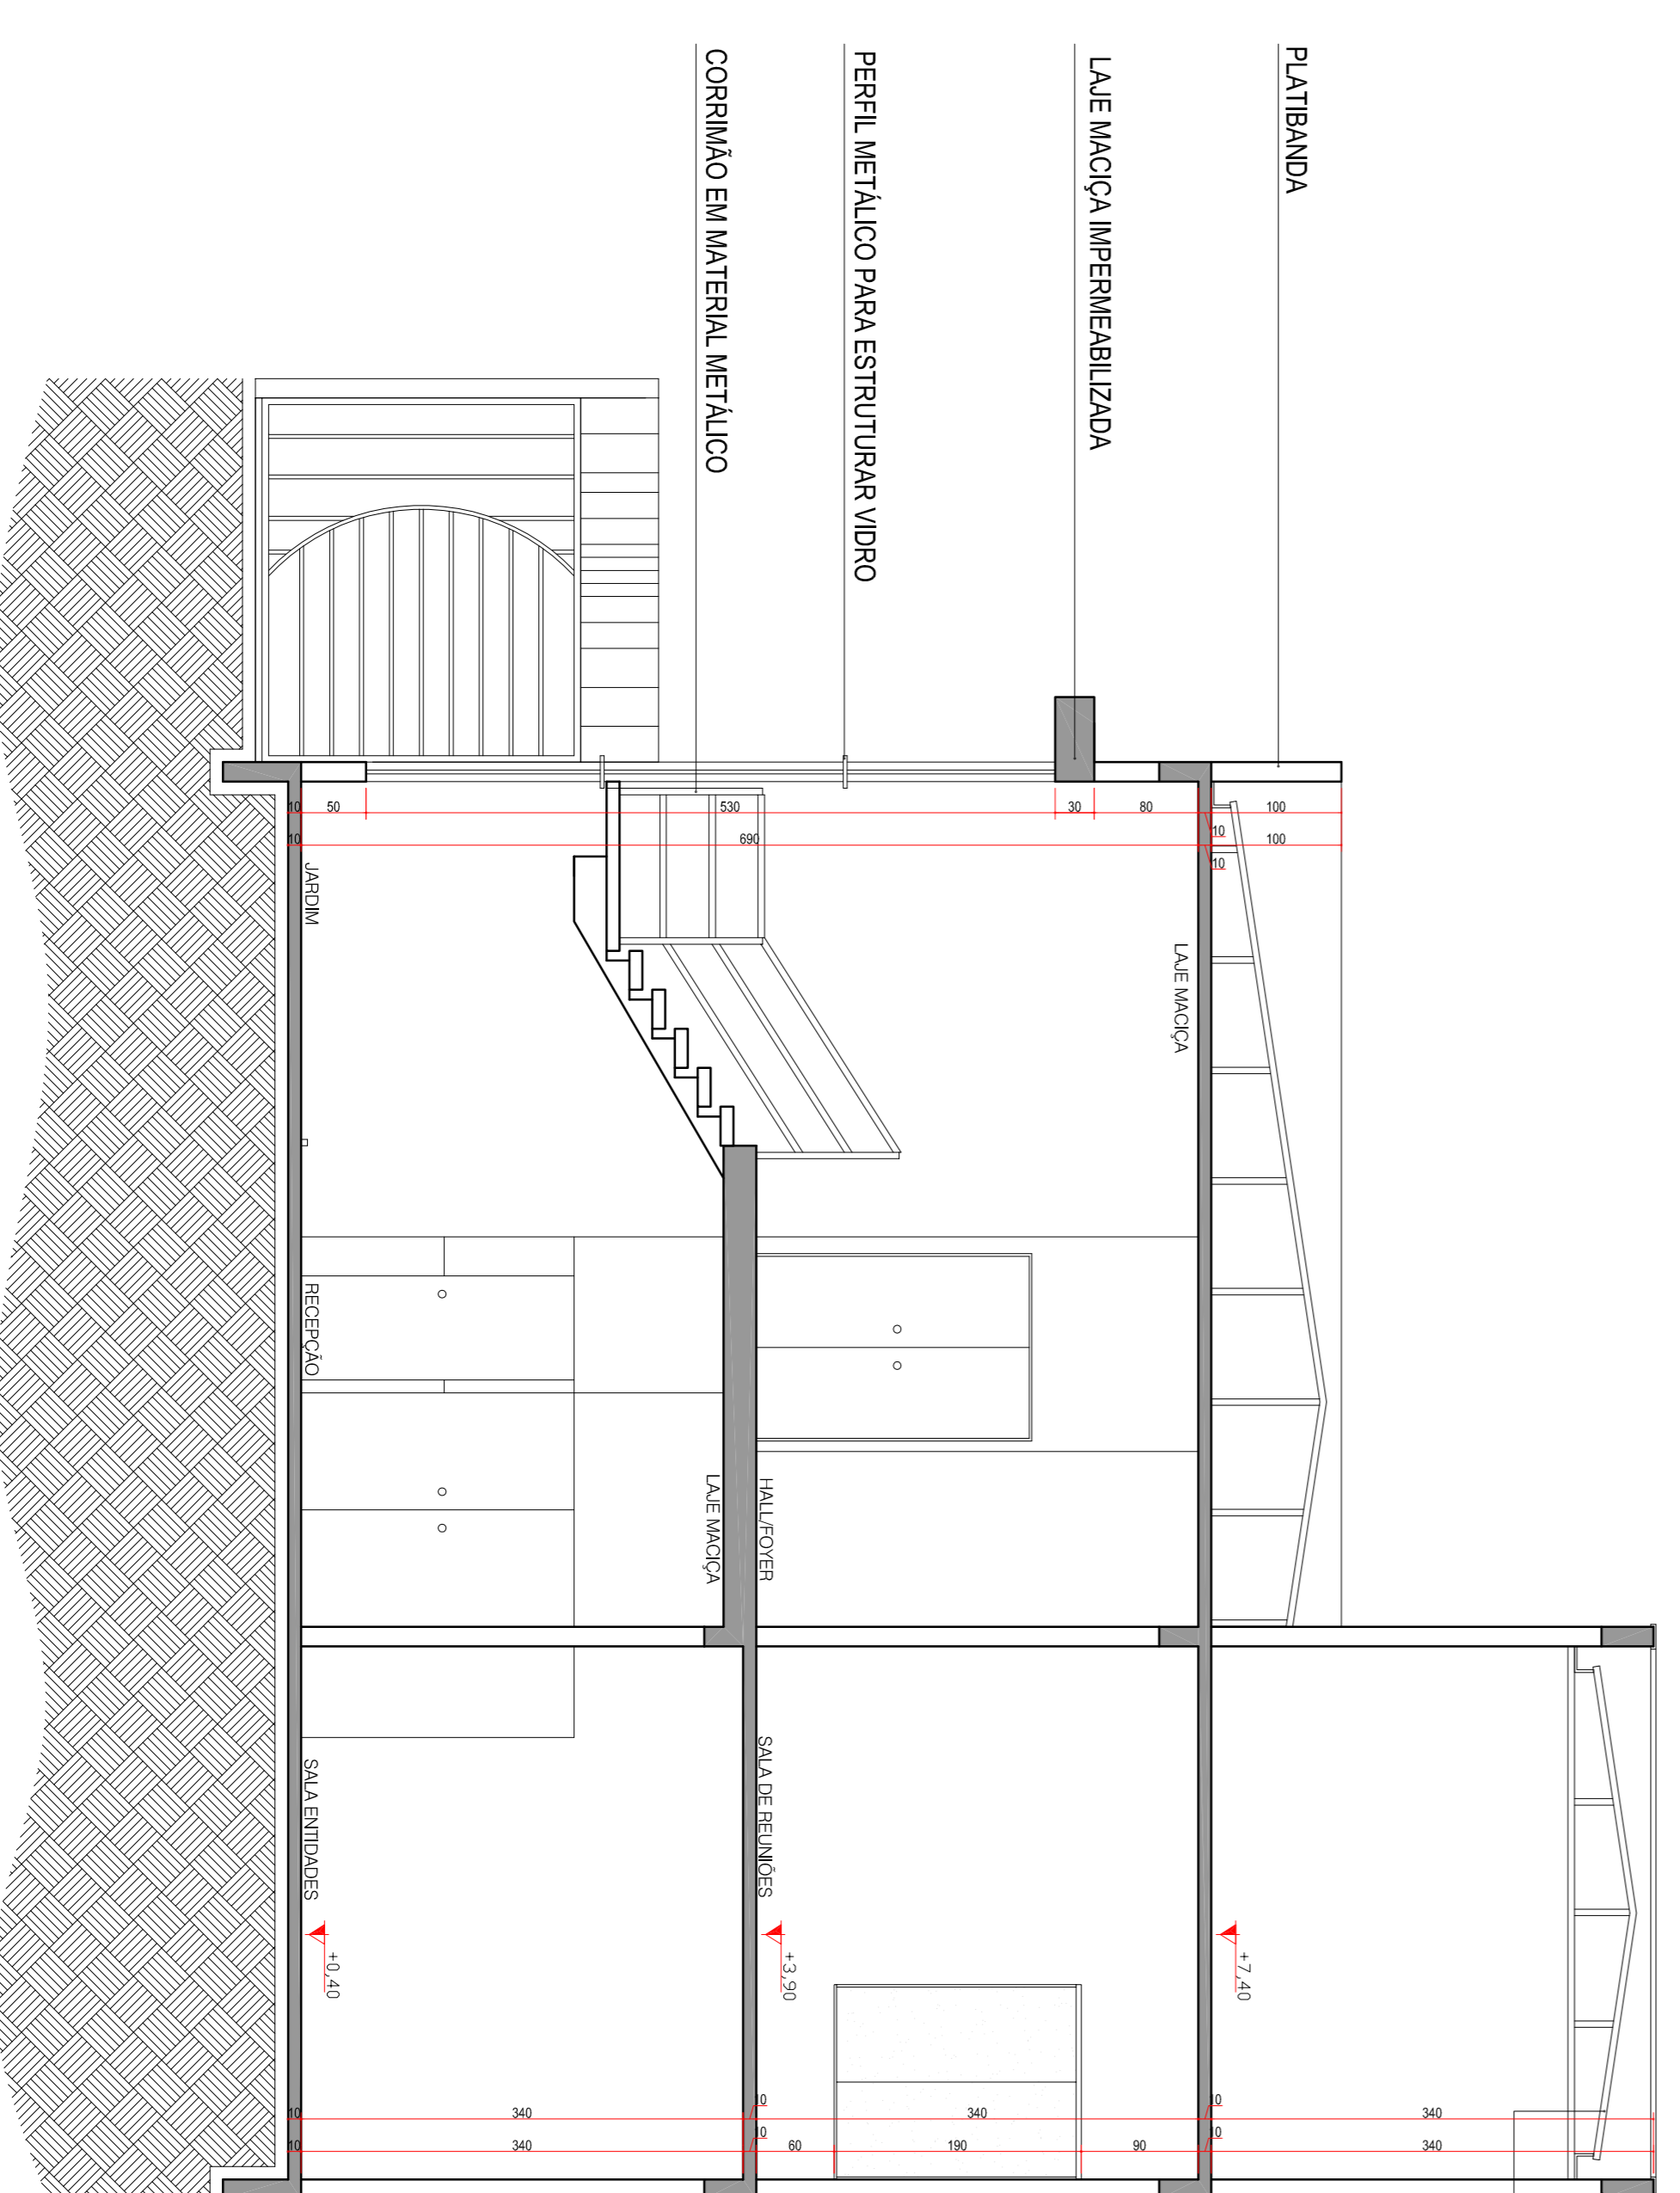 PLATIBANDA
LAJE MACIÇA IMPERMEABILIZADA
PERFIL METÁLICO PARA ESTRUTURAR VIDRO
CORRIMÃO EM MATERIAL METÁLICO
10
50
530
30
80
10
100
10
690
10
100
JARDIM
LAJE MACIÇA
RECEPÇÃO
HALL/FOYER
LAJE MACIÇA
SALA DE REUNIÕES
SALA ENTIDADES
+7,40
+3,90
+0,40
10
340
10
340
10
340
10
340
10
60
190
90
10
340